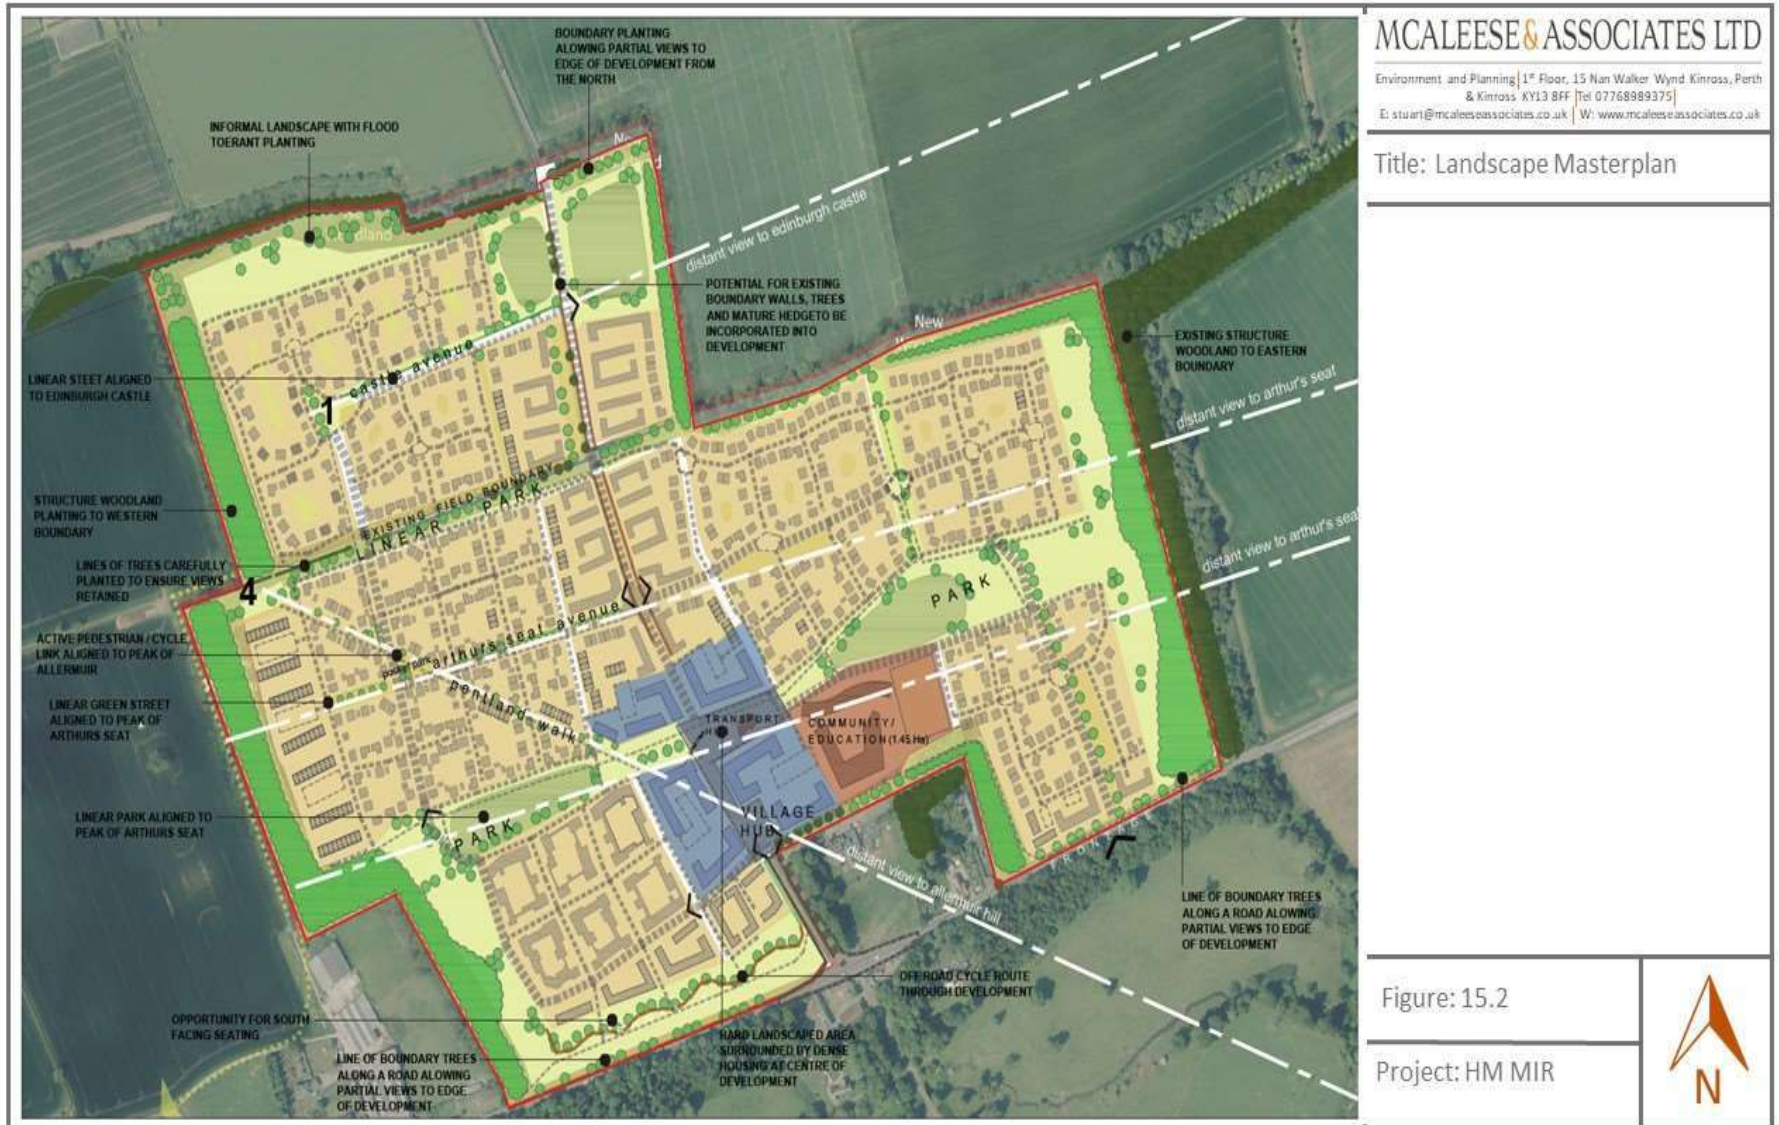 MCALEESE & ASSOCIATES LTD
Environment and Planning | 1st Floor, 15 Nan Walker Wynd Kinross, Perth
& Kinross KY13 8FF | Tel 07768989375 |
E: stuart@mcaleeseassociates.co.uk | W: www.mcaleeseassociates.co.uk
Title: Landscape Masterplan
BOUNDARY PLANTING
ALOWING PARTIAL VIEWS TO
EDGE OF DEVELOPMENT FROM
THE NORTH
INFORMAL LANDSCAPE WITH FLOOD
TOERANT PLANTING
distant view to edinburgh castle
POTENTIAL FOR EXISTING
BOUNDARY WALLS, TREES
AND MATURE HEDGETO BE
INCORPORATED INTO
DEVELOPMENT
New
EXISTING STRUCTURE
WOODLAND TO EASTERN
BOUNDARY
LINEAR STEET ALIGNED
TO EDINBURGH CASTLE
castle avenue
1
distant view to arthur's seat
STRUCTURE WOODLAND
PLANTING TO WESTERN
BOUNDARY
EXISTING FIELD BOUNDARY
LINEAR PARK
distant view to arthur's seat
LINES OF TREES CAREFULLY
PLANTED TO ENSURE VIEWS
RETAINED
4
PARK
ACTIVE PEDESTRIAN / CYCLE
LINK ALIGNED TO PEAK OF
ALLERMUIR
pocket park
arthurs seat avenue
pentland walk
LINEAR GREEN STREET
ALIGNED TO PEAK OF
ARTHURS SEAT
TRANSPORT
COMMUNITY/
EDUCATION (1.45 Ha)
LINEAR PARK ALIGNED TO
PEAK OF ARTHURS SEAT
PARK
VILLAGE
HUB
distant view to allermuir hill
LINE OF BOUNDARY TREES
ALONG A ROAD ALOWING
PARTIAL VIEWS TO EDGE
OF DEVELOPMENT
OFF ROAD CYCLE ROUTE
THROUGH DEVELOPMENT
OPPORTUNITY FOR SOUTH
FACING SEATING
LINE OF BOUNDARY TREES
ALONG A ROAD ALOWING
PARTIAL VIEWS TO EDGE
OF DEVELOPMENT
HARD LANDSCAPED AREA
SURROUNDED BY DENSE
HOUSING AT CENTRE OF
DEVELOPMENT
Figure: 15.2
Project: HM MIR
N